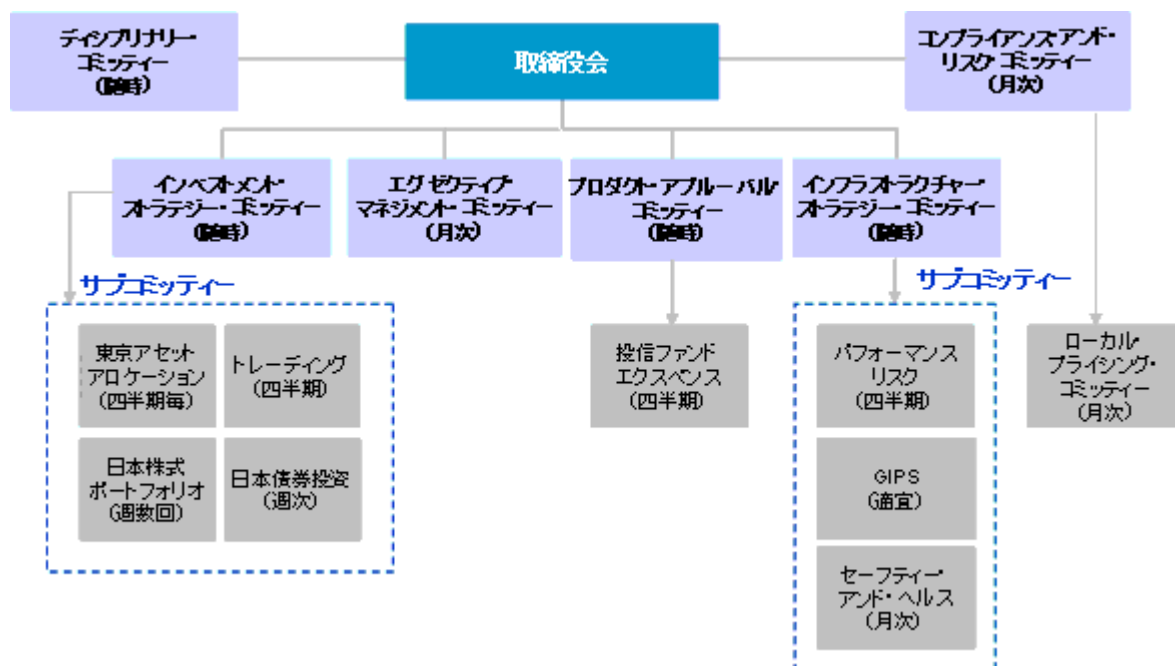 ディシプリナリー・
コミッティー
(随時)
取締役会
コンプライアンス・アンド・
リスク・コミッティー
(月次)
インベストメント・
ストラテジー・コミッティー
(随時)
エグゼクティブ・
マネジメント・コミッティー
(月次)
プロダクト・アプルーバル・
コミッティー
(随時)
インフラストラクチャー・
ストラテジー・コミッティー
(随時)
サブコミッティー
サブコミッティー
東京アセット
アロケーション
(四半期毎)
トレーディング
(四半期)
日本株式
ポートフォリオ
(週数回)
日本債券投資
(週次)
投信ファンド
エクスペンス
(四半期)
パフォーマンス
リスク
(四半期)
GIPS
(適宜)
セーフティー・
アンド・ヘルス
(月次)
ローカル・
プライシング・
コミッティー
(月次)